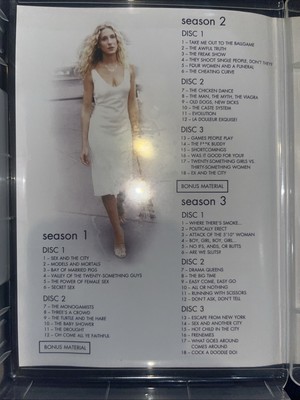 season 2
DISC 1
1 – TAKE ME OUT TO THE BALLGAME
2 – THE AWFUL TRUTH
3 – THE FREAK SHOW
4 – THEY SHOOT SINGLE PEOPLE, DON'T THEY?
5 – FOUR WOMEN AND A FUNERAL
6 – THE CHEATING CURVE
DISC 2
7 – THE CHICKEN DANCE
8 – THE MAN, THE MYTH, THE VIAGRA
9 – OLD DOGS, NEW DICKS
10 – THE CASTE SYSTEM
11 – EVOLUTION
12 – LA DOULEUR EXQUISE!
DISC 3
13 – GAMES PEOPLE PLAY
14 – THE F**K BUDDY
15 – SHORTCOMINGS
16 – WAS IT GOOD FOR YOU?
17 – TWENTY-SOMETHING GIRLS VS.
THIRTY-SOMETHING WOMEN
18 – EX AND THE CITY
BONUS MATERIAL
season 1
DISC 1
1 – SEX AND THE CITY
2 – MODELS AND MORTALS
3 – BAY OF MARRIED PIGS
4 – VALLEY OF THE TWENTY-SOMETHING GUYS
5 – THE POWER OF FEMALE SEX
6 – SECRET SEX
DISC 2
7 – THE MONOGAMISTS
8 – THREE'S A CROWD
9 – THE TURTLE AND THE HARE
10 – THE BABY SHOWER
11 – THE DROUGHT
12 – OH COME ALL YE FAITHFUL
BONUS MATERIAL
season 3
DISC 1
1 – WHERE THERE'S SMOKE...
2 – POLITICALLY ERECT
3 – ATTACK OF THE 5'10" WOMAN
4 – BOY, GIRL, BOY, GIRL...
5 – NO IFS, ANDS, OR BUTTS
6 – ARE WE SLUTS?
DISC 2
7 – DRAMA QUEENS
8 – THE BIG TIME
9 – EASY COME, EASY GO
10 – ALL OR NOTHING
11 – RUNNING WITH SCISSORS
12 – DON'T ASK, DON'T TELL
DISC 3
13 – ESCAPE FROM NEW YORK
14 – SEX AND ANOTHER CITY
15 – HOT CHILD IN THE CITY
16 – FRENEMIES
17 – WHAT GOES AROUND
COMES AROUND
18 – COCK A DOODLE DO!